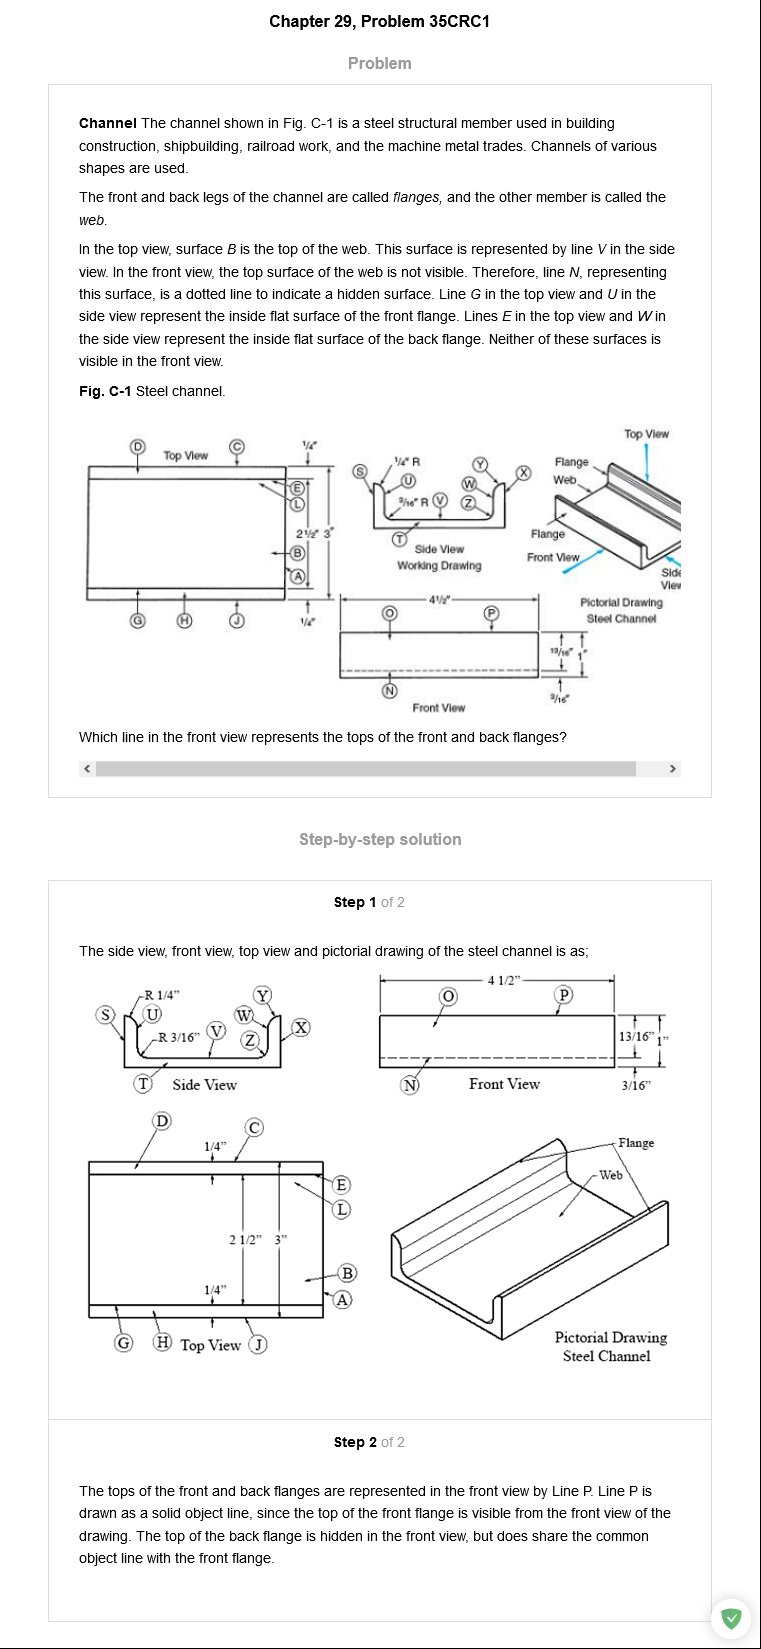 Chapter 29, Problem 35CRC1
Problem
Channel The channel shown in Fig. C-1 is a steel structural member used in building
construction, shipbuilding, railroad work, and the machine metal trades. Channels of various
shapes are used.
The front and back legs of the channel are called flanges, and the other member is called the
web.
In the top view, surface B is the top of the web. This surface is represented by line V in the side
view. In the front view, the top surface of the web is not visible. Therefore, line N, representing
this surface, is a dotted line to indicate a hidden surface. Line G in the top view and U in the
side view represent the inside flat surface of the front flange. Lines E in the top view and W in
the side view represent the inside flat surface of the back flange. Neither of these surfaces is
visible in the front view.
Fig. C-1 Steel channel.
D
Top View
C
1/4"
E
L
2 1/2" 3"
B
A
G
H
J
1/4"
S
1/4" R
U
Y
X
W
3/16" R V
Z
T
Side View
Working Drawing
Top View
Flange
Web
Flange
Front View
Side
View
Pictorial Drawing
Steel Channel
4 1/2"
O
P
13/16" 1"
N
3/16"
Front View
Which line in the front view represents the tops of the front and back flanges?
Step-by-step solution
Step 1 of 2
The side view, front view, top view and pictorial drawing of the steel channel is as;
R 1/4"
S
U
Y
W
X
R 3/16"
V
Z
T
Side View
4 1/2"
O
P
13/16" 1"
N
Front View
3/16"
D
C
1/4"
E
L
2 1/2" 3"
B
1/4"
A
G
H
Top View
J
Flange
Web
Pictorial Drawing
Steel Channel
Step 2 of 2
The tops of the front and back flanges are represented in the front view by Line P. Line P is
drawn as a solid object line, since the top of the front flange is visible from the front view of the
drawing. The top of the back flange is hidden in the front view, but does share the common
object line with the front flange.